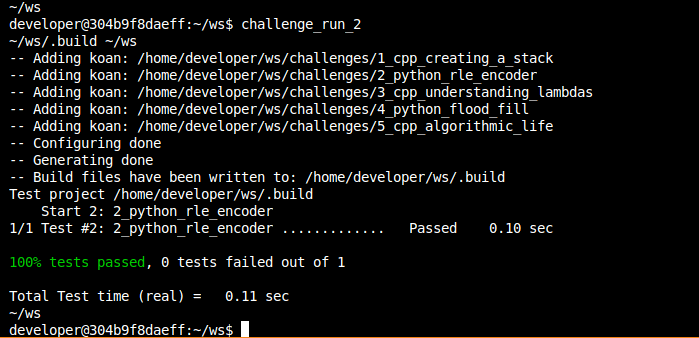 ~/ws
developer@304b9f8daeff:~/ws$ challenge_run_2
~/ws/.build ~/ws
-- Adding koan: /home/developer/ws/challenges/1_cpp_creating_a_stack
-- Adding koan: /home/developer/ws/challenges/2_python_rle_encoder
-- Adding koan: /home/developer/ws/challenges/3_cpp_understanding_lambdas
-- Adding koan: /home/developer/ws/challenges/4_python_flood_fill
-- Adding koan: /home/developer/ws/challenges/5_cpp_algorithmic_life
-- Configuring done
-- Generating done
-- Build files have been written to: /home/developer/ws/.build
Test project /home/developer/ws/.build
    Start 2: 2_python_rle_encoder
1/1 Test #2: 2_python_rle_encoder .............   Passed    0.10 sec

100% tests passed, 0 tests failed out of 1

Total Test time (real) =   0.11 sec
~/ws
developer@304b9f8daeff:~/ws$